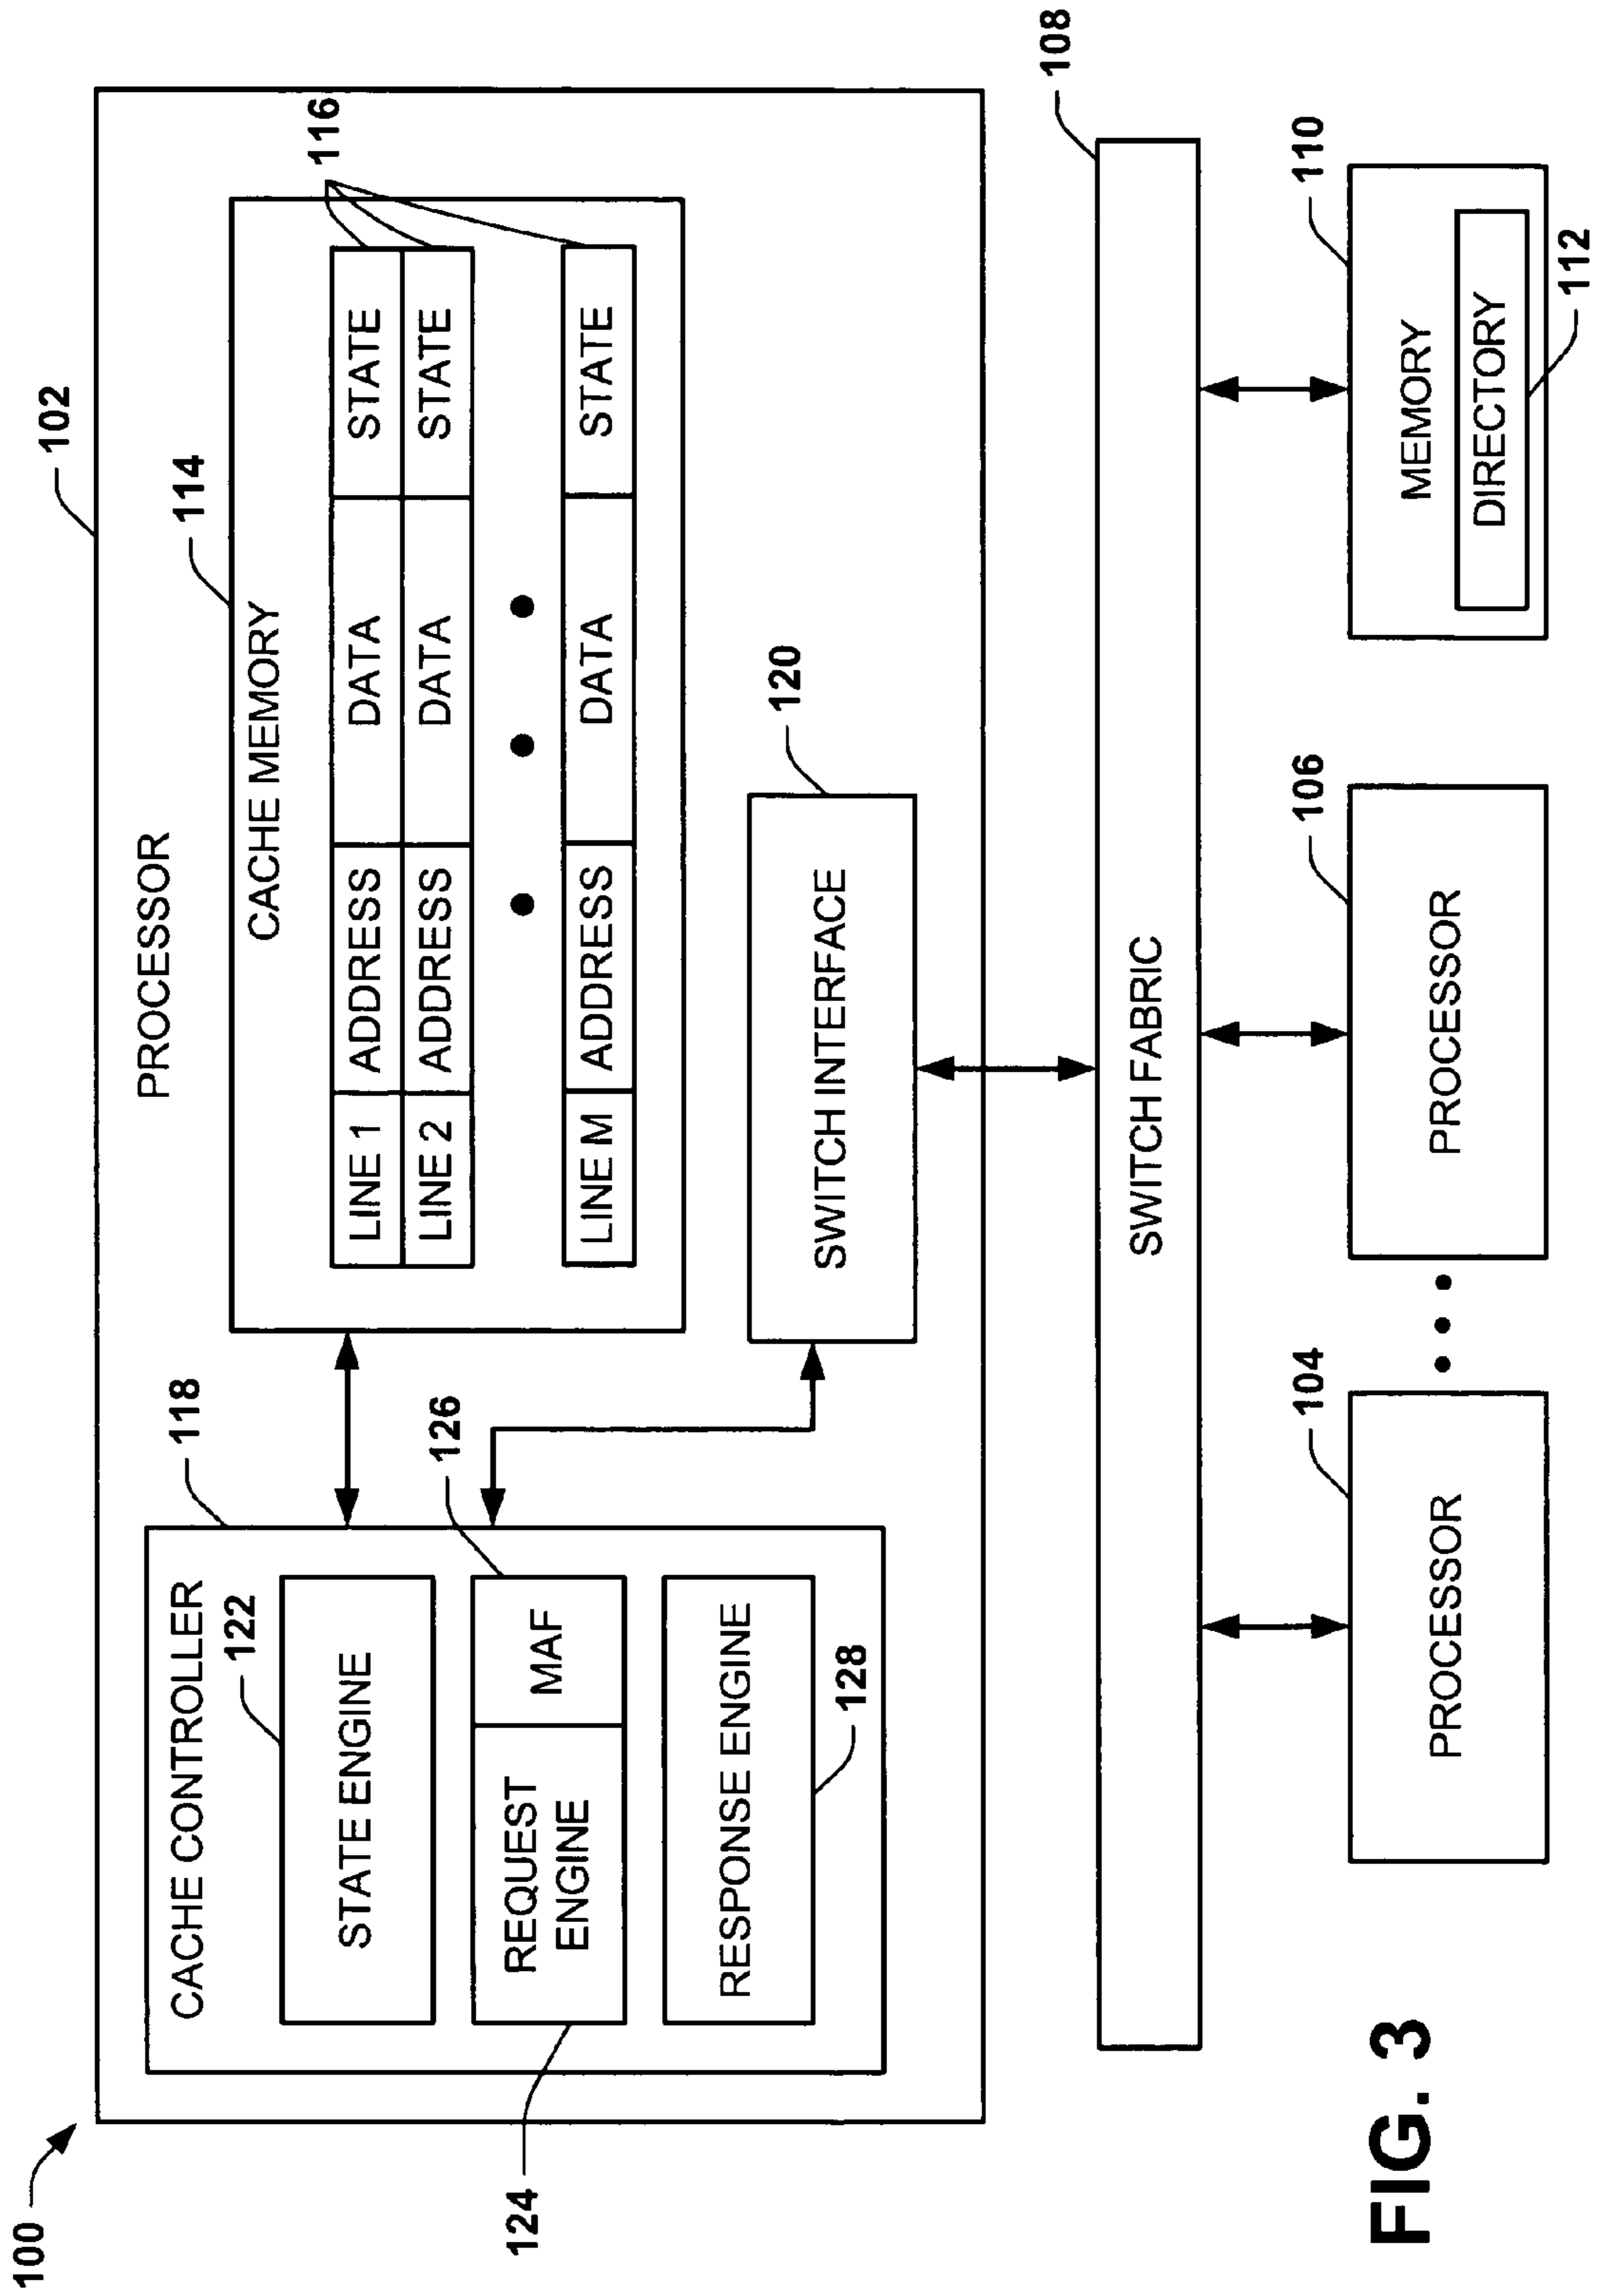 100
102
PROCESSOR
118
CACHE CONTROLLER
122
STATE ENGINE
REQUEST
ENGINE
MAF
124
126
RESPONSE ENGINE
128
114
CACHE MEMORY
116
LINE 1 ADDRESS DATA STATE
LINE 2 ADDRESS DATA STATE
LINE M ADDRESS DATA STATE
120
SWITCH INTERFACE
108
SWITCH FABRIC
104
PROCESSOR
106
PROCESSOR
110
MEMORY
DIRECTORY
112
FIG. 3